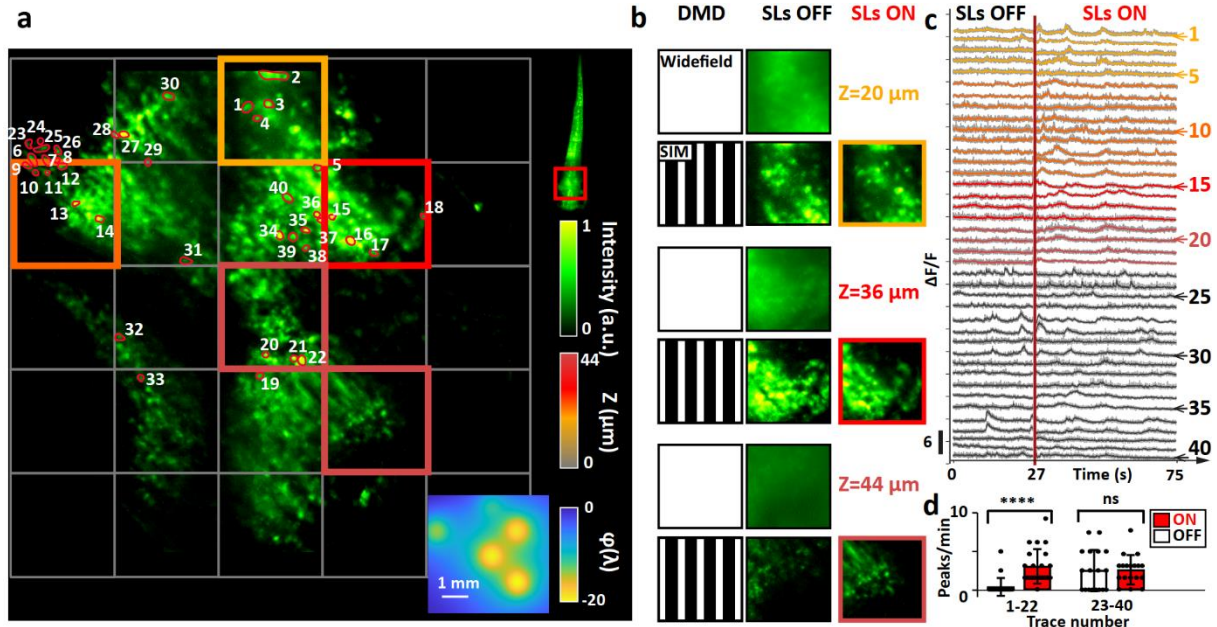 a
30
2
1
3
4
23
24
25
26
28
27
29
6
7
8
9
10
11
12
5
13
14
40
36
15
18
34
35
16
39
38
37
17
31
32
20
21
22
33
19
1
Intensity (a.u.)
0
44
Z (µm)
0
0
φ(λ)
-20
1 mm
b
DMD
SLs OFF
SLs ON
Widefield
Z=20 µm
SIM
Z=36 µm
Z=44 µm
c
SLs OFF
SLs ON
1
5
10
15
20
25
30
35
40
ΔF/F
6
0
27
Time (s)
75
d
****
ns
ON
OFF
10
Peaks/min
0
1-22
23-40
Trace number